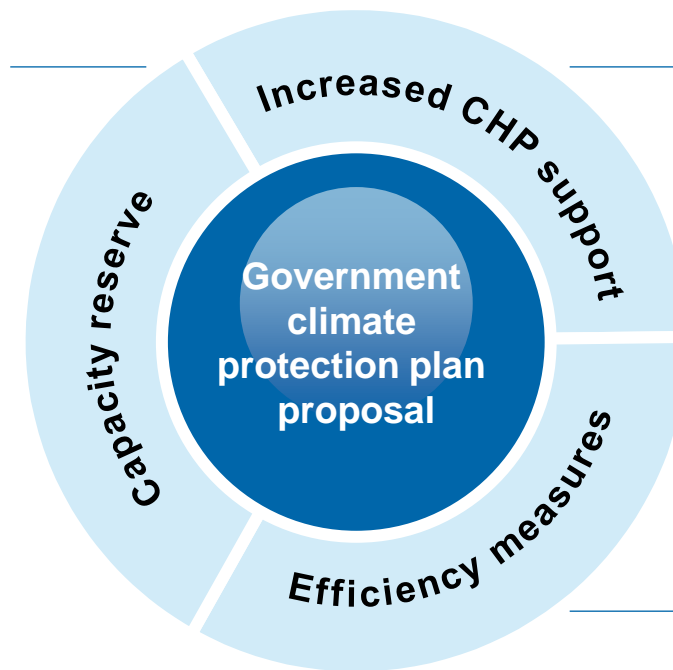 Increased CHP support
Capacity reserve
Government
climate
protection plan
proposal
Efficiency measures